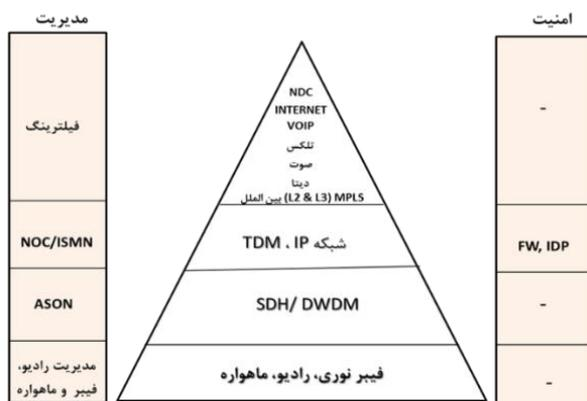 مدیریت
امنیت
فیلترینگ
NDC
INTERNET
VOIP
تلکس
صوت
دیتا
بین الملل (L2 & L3) MPLS
-
NOC/ISMN
شبکه TDM ، IP
FW, IDP
ASON
SDH/ DWDM
-
مدیریت رادیو،
فیبر و ماهواره
فیبر نوری، رادیو، ماهواره
-